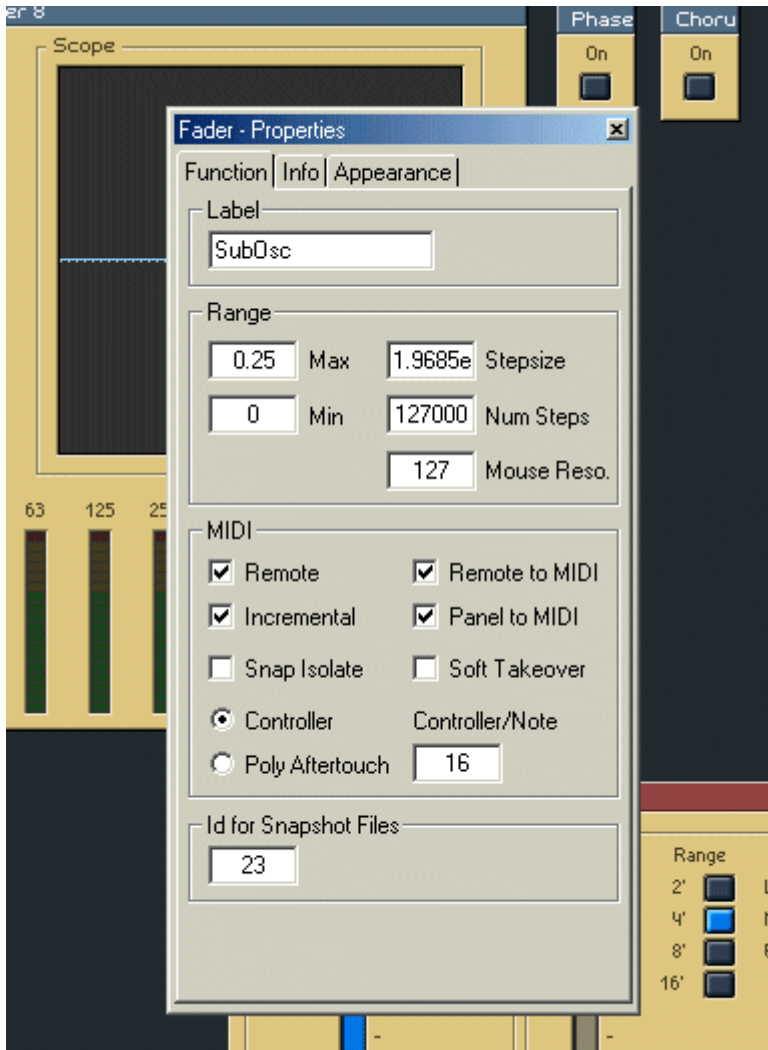 er 8
Phase
Choru
Scope
On
On
Fader - Properties
Function Info Appearance
Label
SubOsc
Range
0.25 Max 1.9685e Stepsize
0 Min 127000 Num Steps
127 Mouse Reso.
63 125 25
MIDI
Remote Remote to MIDI
Incremental Panel to MIDI
Snap Isolate Soft Takeover
Controller Controller/Note
Poly Aftertouch 16
Id for Snapshot Files
23
Range
2'
4'
8'
16'
-
-